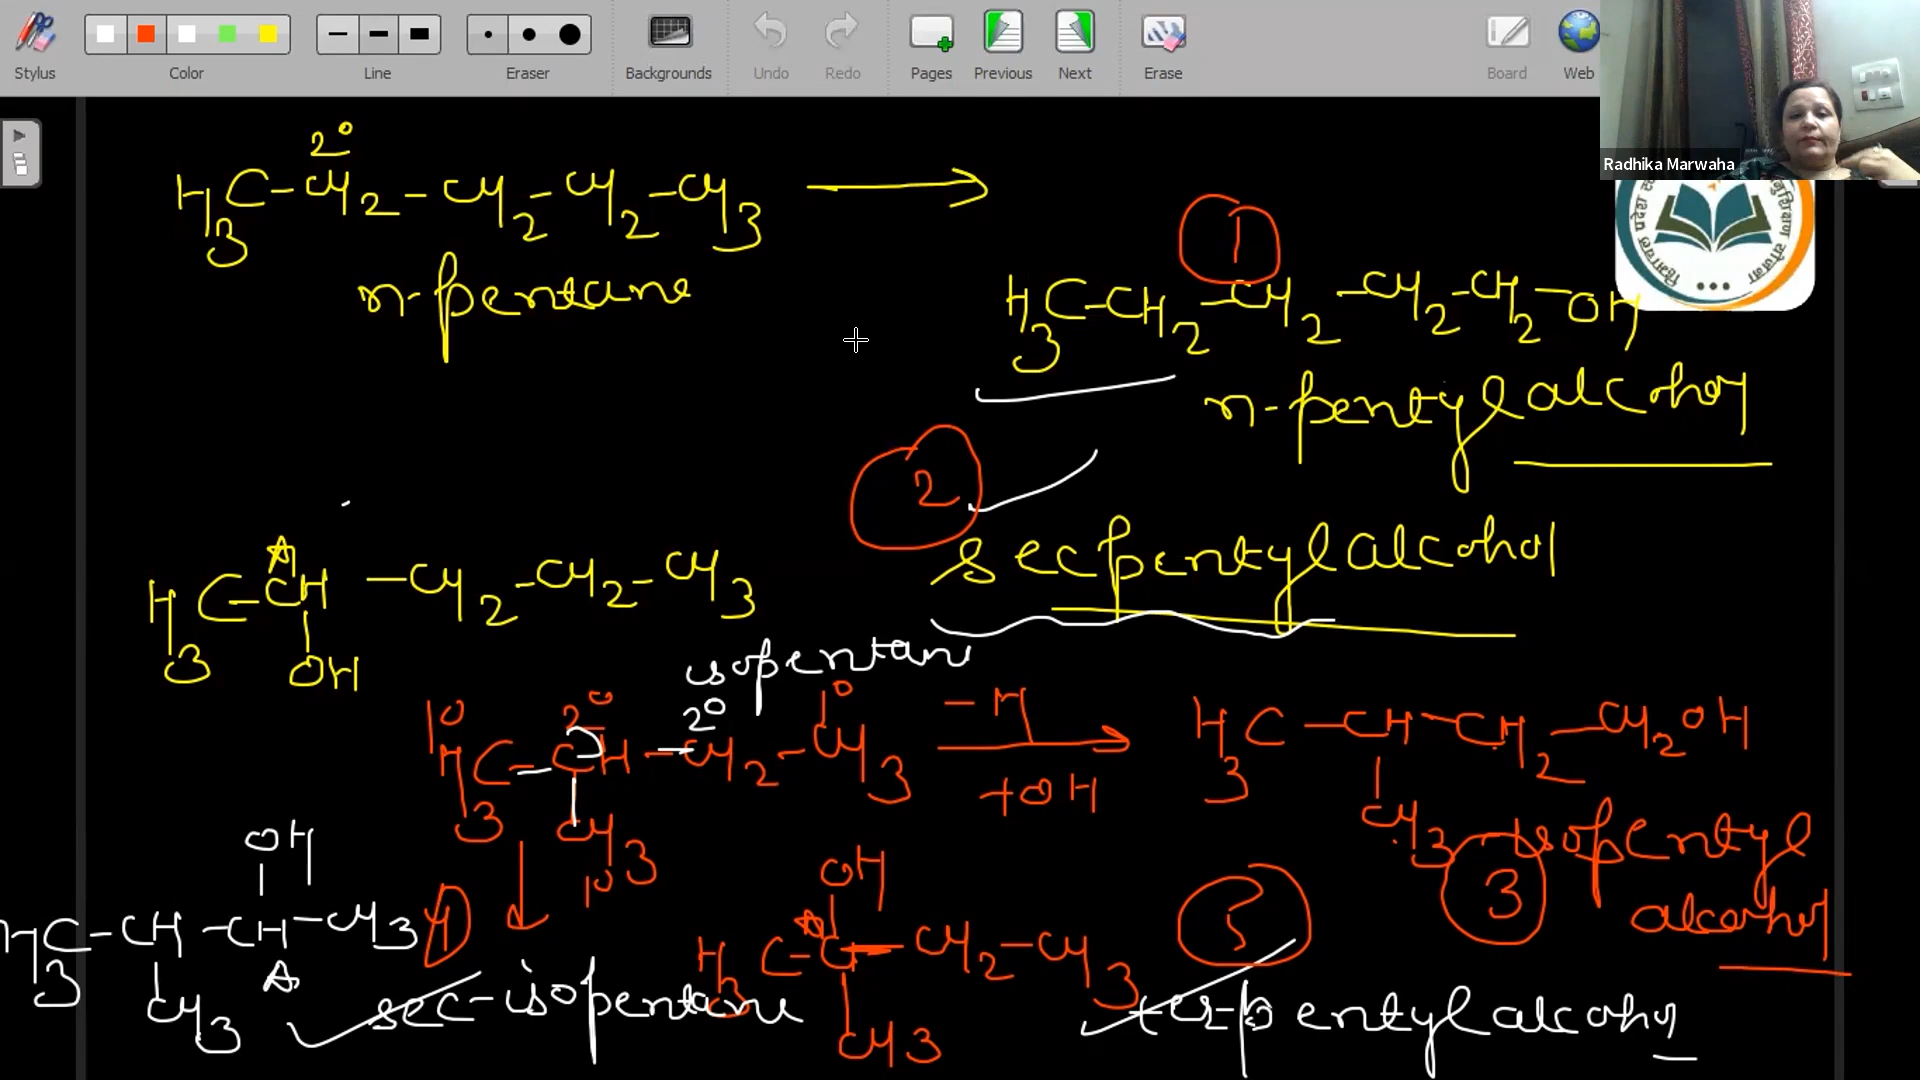 Stylus Color Line Eraser Backgrounds Undo Redo Pages Previous Next Erase Board Web
Radhika Marwaha
2°
H3C-CH2-CH2-CH2-CH3 →
n-pentane
1
H3C-CH2-CH2-CH2-CH2-OH
n-pentyl alcohol
2
sec pentyl alcohol
H3C-CH-CH2-CH2-CH3
OH
isopentan
1° 2° 2° 1°
H3C-CH-CH2-CH3
CH3
1°
-H
+OH
H3C-CH-CH2-CH2OH
CH3
isopentyl
alcohol
3
OH
H3C-CH-CH-CH3
CH3
4
sec-isopentane
OH
H3C-C-CH2-CH3
CH3
5
ter-pentyl alcohol